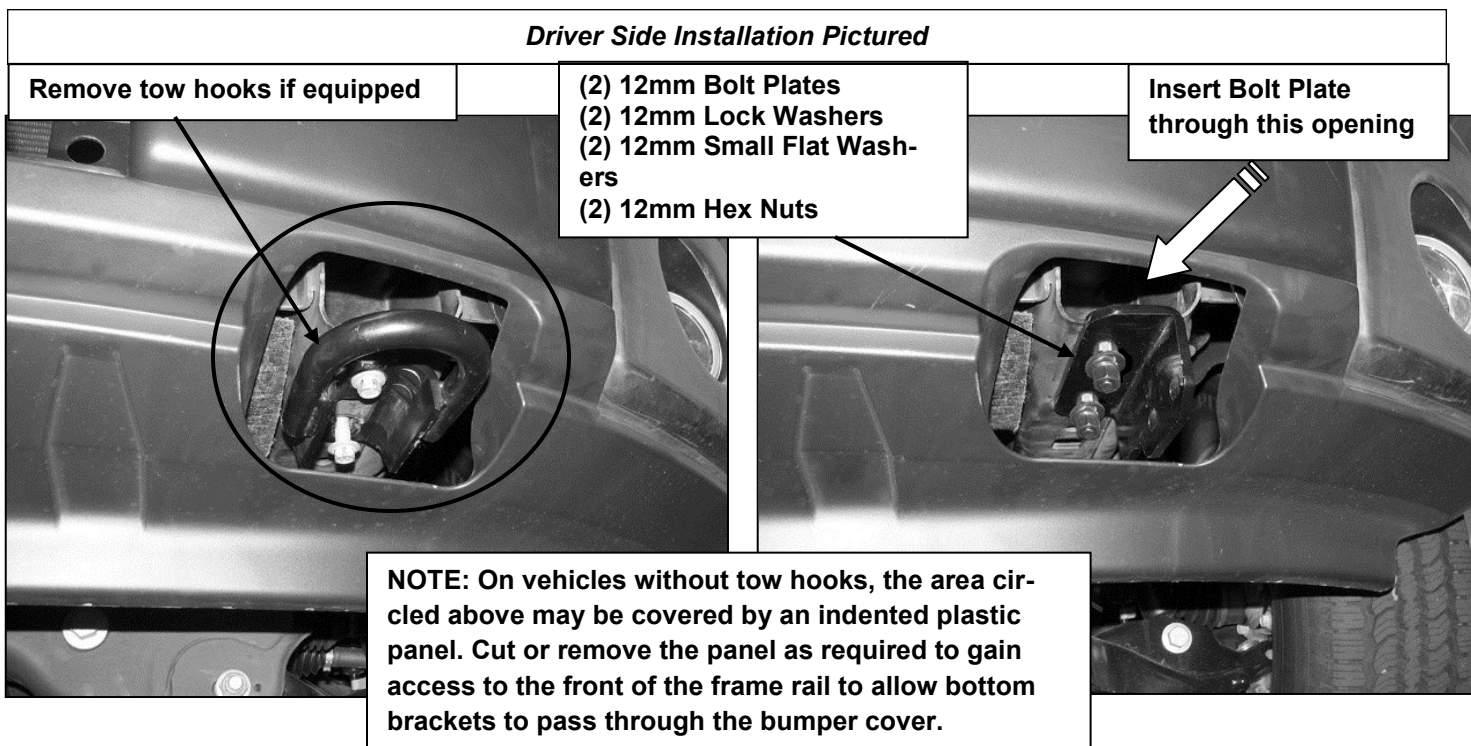 Driver Side Installation Pictured
Remove tow hooks if equipped
(2) 12mm Bolt Plates
(2) 12mm Lock Washers
(2) 12mm Small Flat Wash-
ers
(2) 12mm Hex Nuts
Insert Bolt Plate
through this opening
NOTE: On vehicles without tow hooks, the area cir-
cled above may be covered by an indented plastic
panel. Cut or remove the panel as required to gain
access to the front of the frame rail to allow bottom
brackets to pass through the bumper cover.